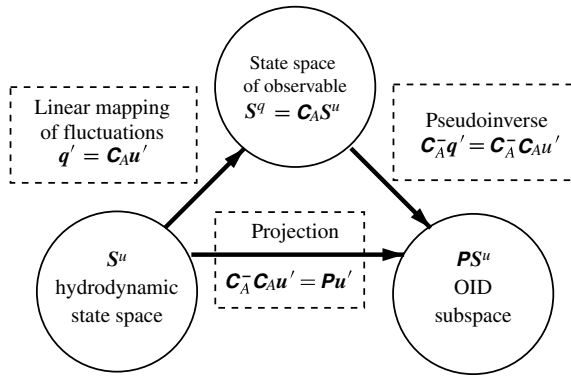 State space
of observable
S^q = C_A S^u
Linear mapping
of fluctuations
q′ = C_A u′
Pseudoinverse
C_A^− q′ = C_A^− C_A u′
Projection
C_A^− C_A u′ = Pu′
S^u
hydrodynamic
state space
PS^u
OID
subspace